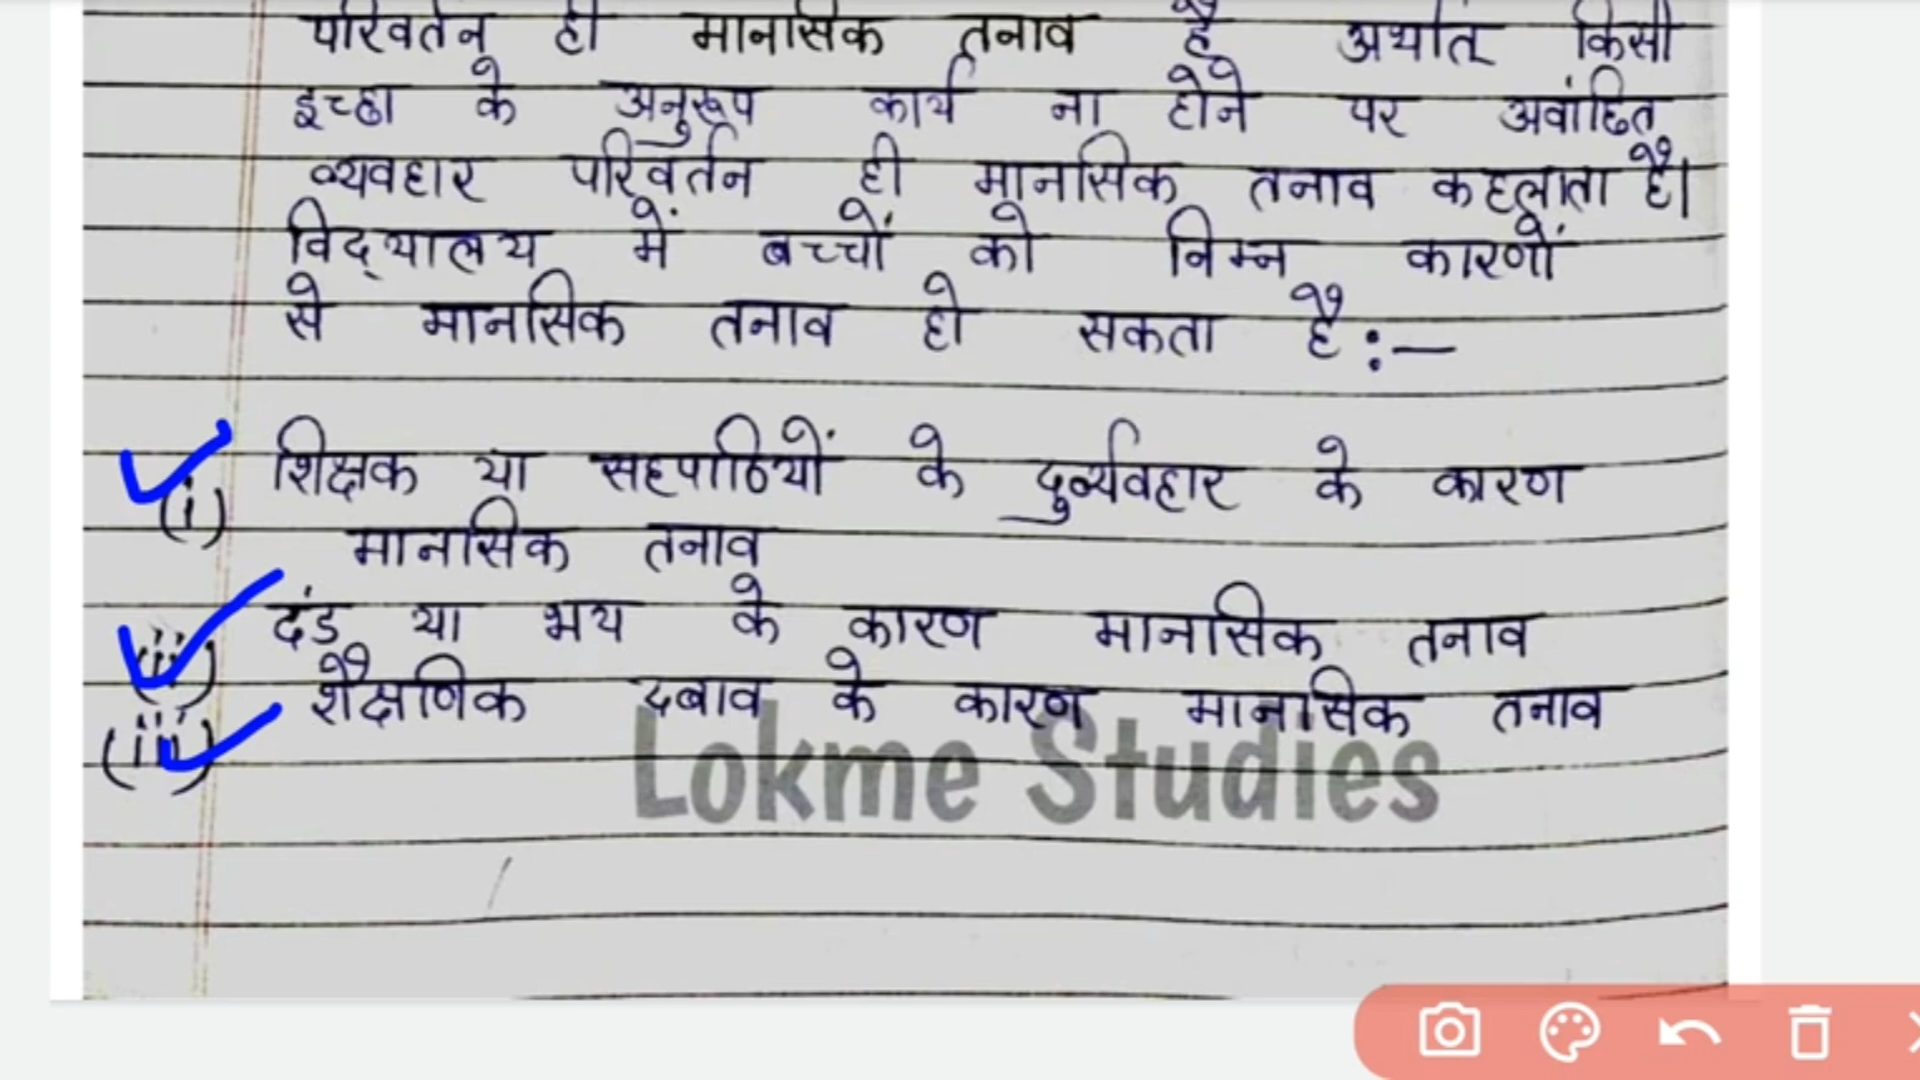 परिवर्तन ही मानसिक तनाव है अर्थात किसी
इच्छा के अनुरूप कार्य ना होने पर अवांछित
व्यवहार परिवर्तन ही मानसिक तनाव कहलाता है।
विद्यालय में बच्चों को निम्न कारणों
से मानसिक तनाव हो सकता है:—
(i) शिक्षक या सहपाठियों के दुर्व्यवहार के कारण
मानसिक तनाव
(ii) दंड या भय के कारण मानसिक तनाव
(iii) शैक्षणिक दबाव के कारण मानसिक तनाव
Lokme Studies